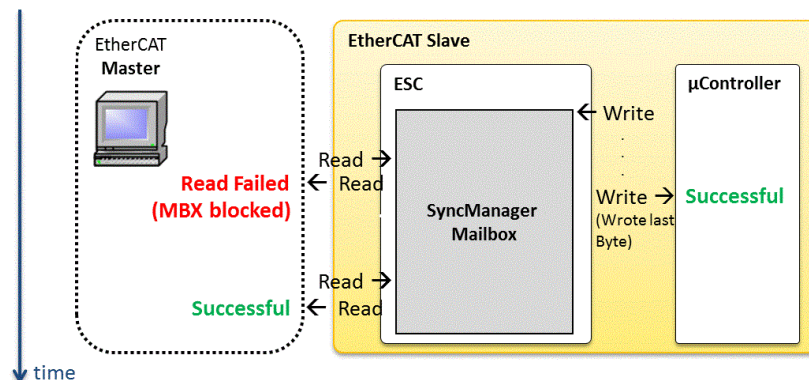 EtherCAT
Master
EtherCAT Slave
ESC
µController
← Write
.
.
.
Read →
← Read
Read Failed
(MBX blocked)
SyncManager
Mailbox
Write →
(Wrote last
Byte)
Successful
Read →
← Read
Successful
time